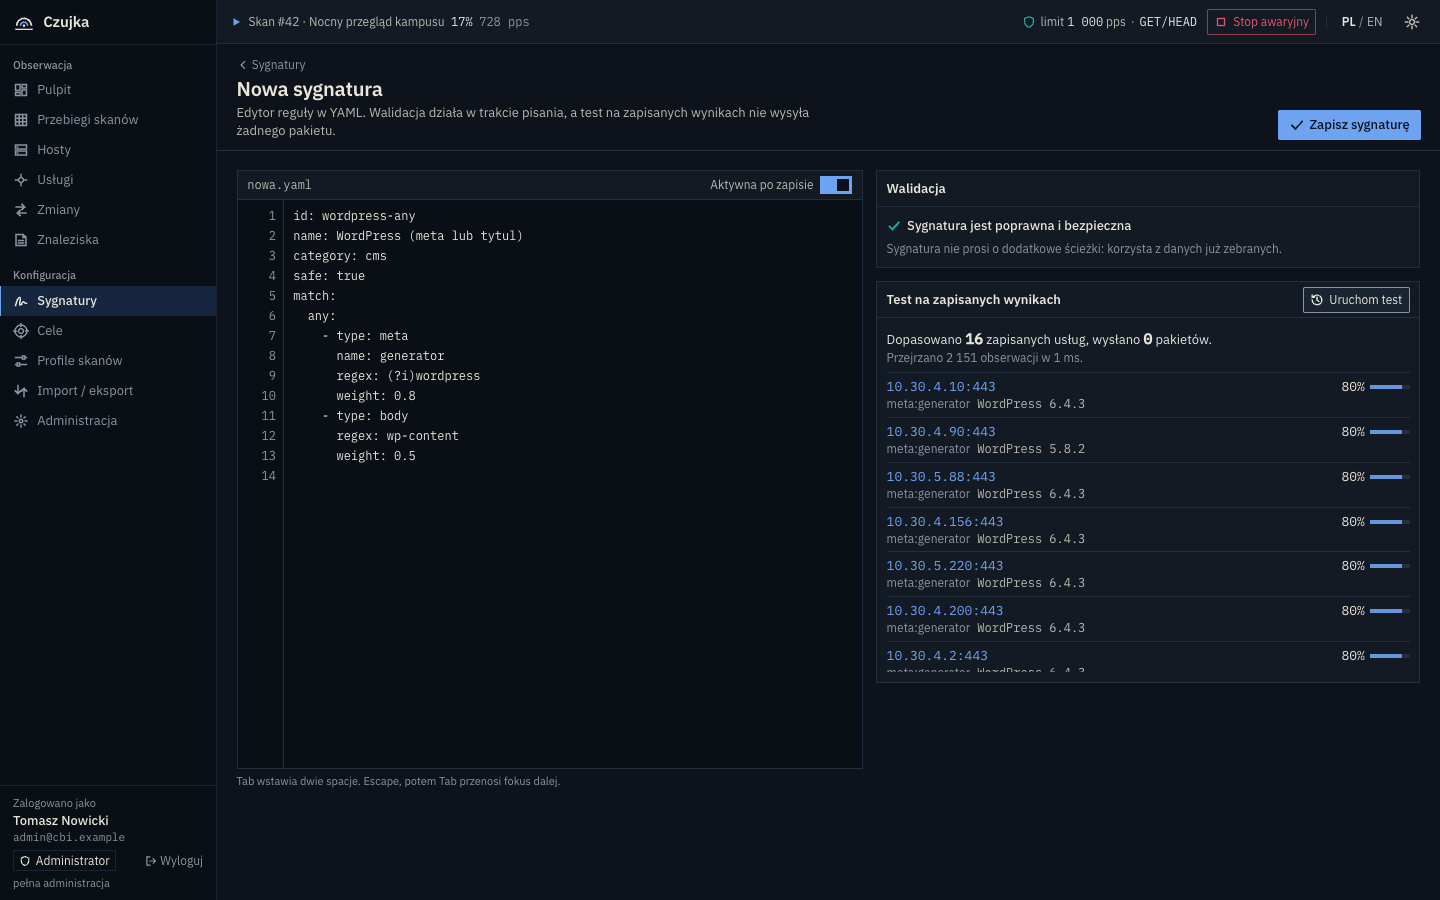 Czujka
Skan #42 · Nocny przegląd kampusu 17% 728 pps
limit 1 000 pps · GET/HEAD
Stop awaryjny
PL / EN
Obserwacja
Pulpit
Przebiegi skanów
Hosty
Usługi
Zmiany
Znaleziska
Konfiguracja
Sygnatury
Cele
Profile skanów
Import / eksport
Administracja
Zalogowano jako
Tomasz Nowicki
admin@cbi.example
Administrator
Wyloguj
pełna administracja
Sygnatury
Nowa sygnatura
Edytor reguły w YAML. Walidacja działa w trakcie pisania, a test na zapisanych wynikach nie wysyła
żadnego pakietu.
Zapisz sygnaturę
nowa.yaml
Aktywna po zapisie
1 id: wordpress-any
2 name: WordPress (meta lub tytul)
3 category: cms
4 safe: true
5 match:
6   any:
7     - type: meta
8       name: generator
9       regex: (?i)wordpress
10       weight: 0.8
11     - type: body
12       regex: wp-content
13       weight: 0.5
14
Tab wstawia dwie spacje. Escape, potem Tab przenosi fokus dalej.
Walidacja
Sygnatura jest poprawna i bezpieczna
Sygnatura nie prosi o dodatkowe ścieżki: korzysta z danych już zebranych.
Test na zapisanych wynikach
Uruchom test
Dopasowano 16 zapisanych usług, wysłano 0 pakietów.
Przejrzano 2 151 obserwacji w 1 ms.
10.30.4.10:443 80%
meta:generator WordPress 6.4.3
10.30.4.90:443 80%
meta:generator WordPress 5.8.2
10.30.5.88:443 80%
meta:generator WordPress 6.4.3
10.30.4.156:443 80%
meta:generator WordPress 6.4.3
10.30.5.220:443 80%
meta:generator WordPress 6.4.3
10.30.4.200:443 80%
meta:generator WordPress 6.4.3
10.30.4.2:443 80%
meta:generator WordPress 6.4.3